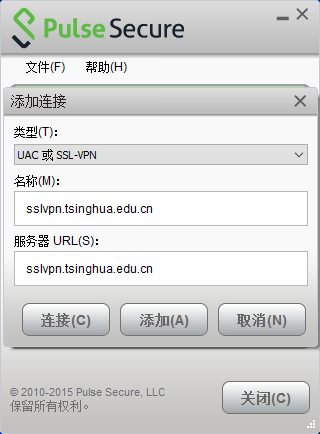 Pulse Secure
文件(F) 帮助(H)
添加连接
类型(T):
UAC 或 SSL-VPN
名称(M):
sslvpn.tsinghua.edu.cn
服务器 URL(S):
sslvpn.tsinghua.edu.cn
连接(C) 添加(A) 取消(N)
© 2010-2015 Pulse Secure, LLC
保留所有权利。
关闭(C)